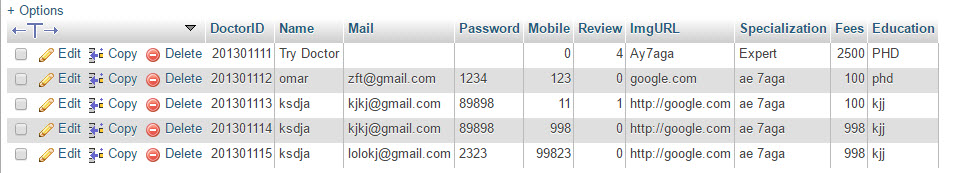 + Options
←T→ DoctorID Name Mail Password Mobile Review ImgURL Specialization Fees Education
Edit Copy Delete 201301111 Try Doctor 0 4 Ay7aga Expert 2500 PHD
Edit Copy Delete 201301112 omar zft@gmail.com 1234 123 0 google.com ae 7aga 100 phd
Edit Copy Delete 201301113 ksdja kjkj@gmail.com 89898 11 1 http://google.com ae 7aga 100 kjj
Edit Copy Delete 201301114 ksdja kjkj@gmail.com 89898 998 0 http://google.com ae 7aga 998 kjj
Edit Copy Delete 201301115 ksdja lolokj@gmail.com 2323 99823 0 http://google.com ae 7aga 998 kjj